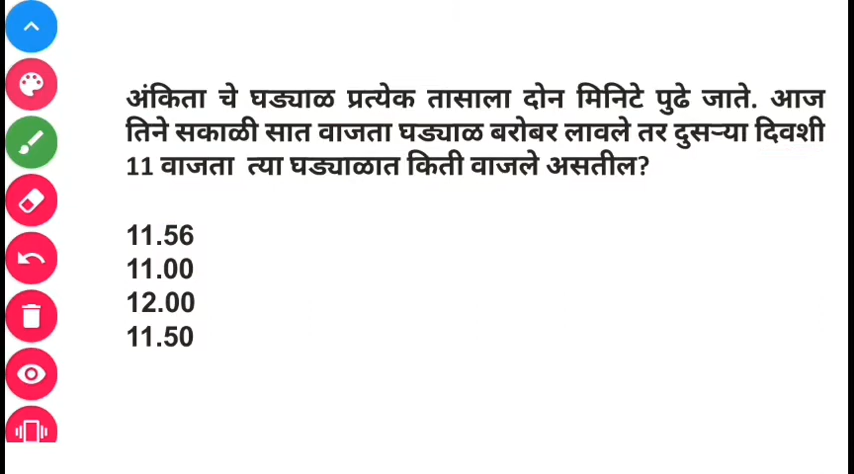 अंकिता चे घड्याळ प्रत्येक तासाला दोन मिनिटे पुढे जाते. आज
तिने सकाळी सात वाजता घड्याळ बरोबर लावले तर दुसऱ्या दिवशी
11 वाजता त्या घड्याळात किती वाजले असतील?
11.56
11.00
12.00
11.50